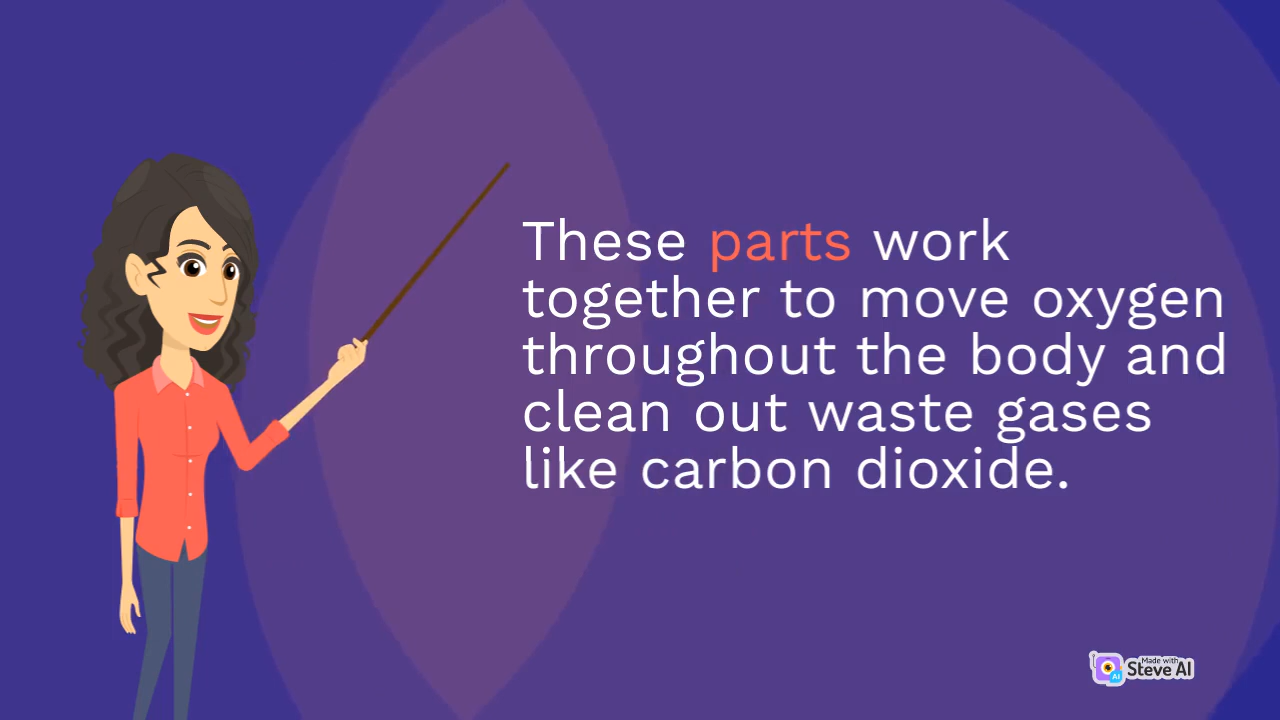 These parts work
together to move oxygen
throughout the body and
clean out waste gases
like carbon dioxide.
Made with
Steve AI
AI